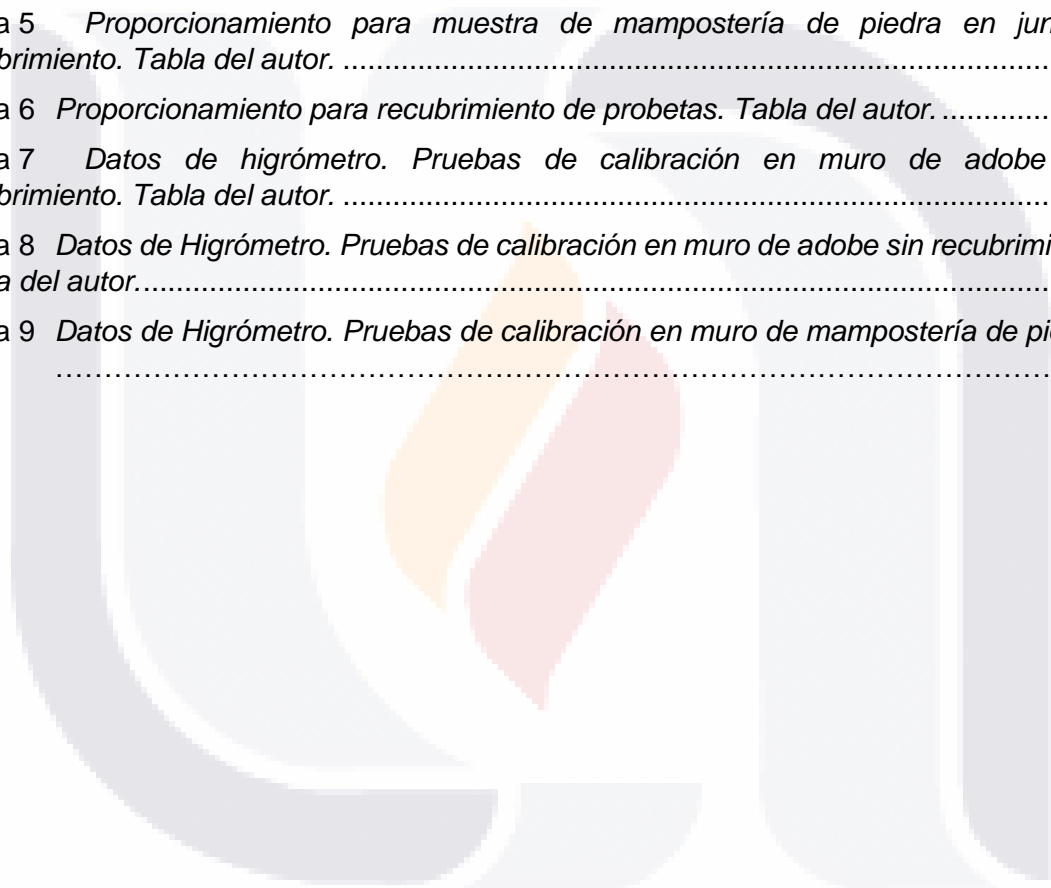 a 5 Proporcionamiento para muestra de mampostería de piedra en jun
brimiento. Tabla del autor. ........................................................................................
a 6 Proporcionamiento para recubrimiento de probetas. Tabla del autor. .............
a 7 Datos de higrómetro. Pruebas de calibración en muro de adobe
brimiento. Tabla del autor. ........................................................................................
a 8 Datos de Higrómetro. Pruebas de calibración en muro de adobe sin recubrimi
a del autor. ........................................................................................
a 9 Datos de Higrómetro. Pruebas de calibración en muro de mampostería de pi
........................................................................................